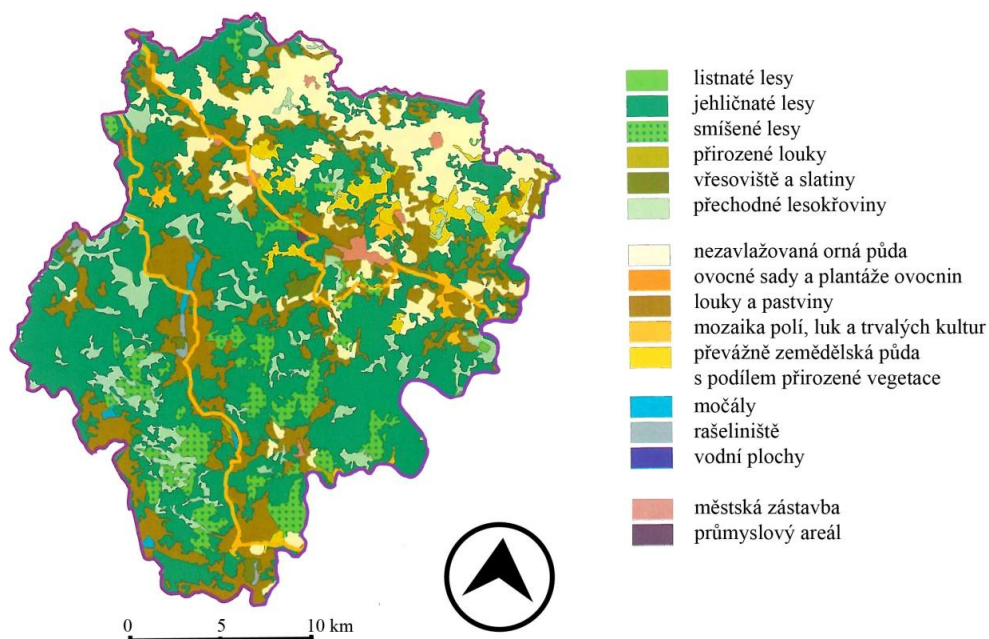 listnaté lesy
jehličnaté lesy
smíšené lesy
přirozené louky
vřesoviště a slatiny
přechodné lesokřoviny
nezavlažovaná orná půda
ovocné sady a plantáže ovocnin
louky a pastviny
mozaika polí, luk a trvalých kultur
převážně zemědělská půda
s podílem přirozené vegetace
močály
rašeliniště
vodní plochy
městská zástavba
průmyslový areál
0 5 10 km